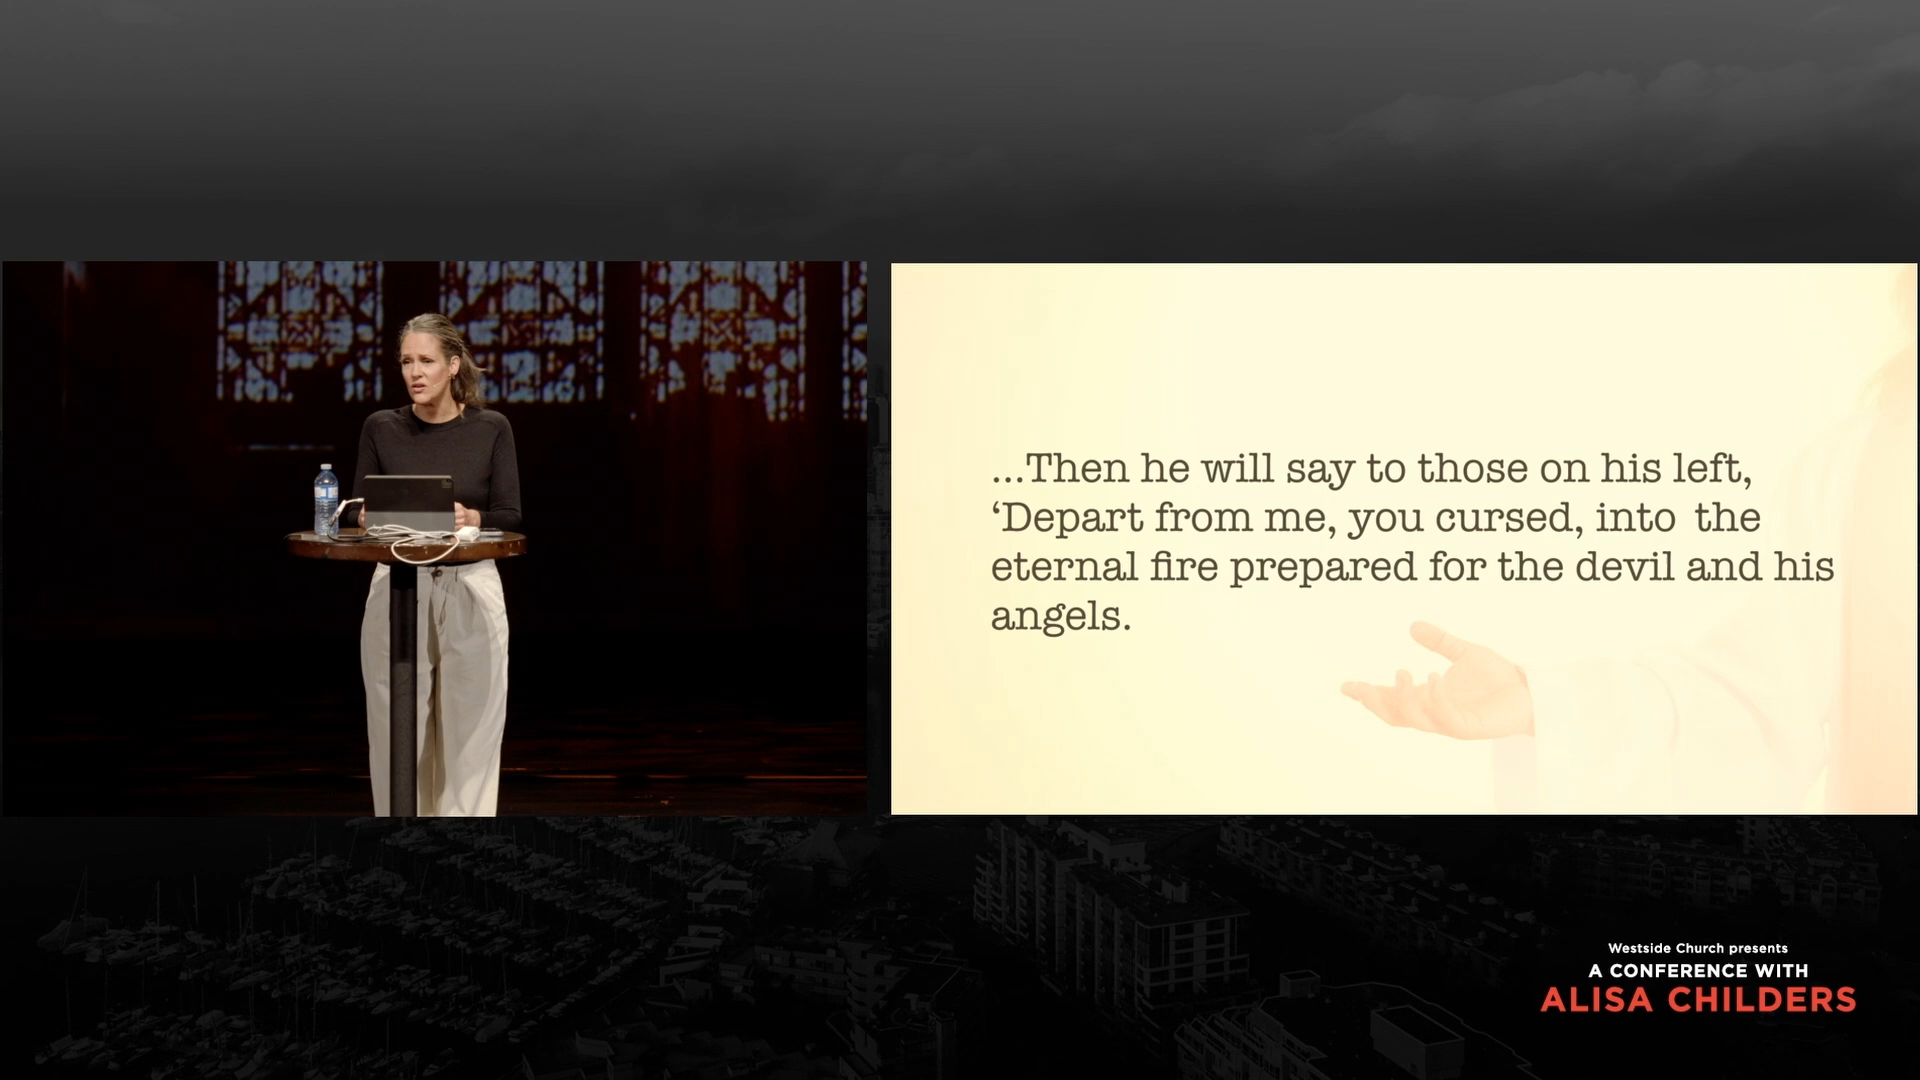 ...Then he will say to those on his left,
‘Depart from me, you cursed, into the
eternal fire prepared for the devil and his
angels.
Westside Church presents
A CONFERENCE WITH
ALISA CHILDERS